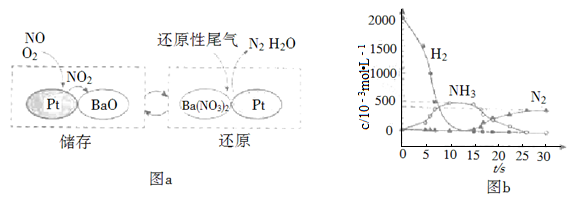 NO
O₂
NO₂
Pt
BaO
储存
还原性尾气
N₂ H₂O
Ba(NO₃)₂
Pt
还原
图a
c/10⁻³mol•L⁻¹
2000
1500
1000
500
0
H₂
NH₃
N₂
0 5 10 15 20 25 30
t/s
图b